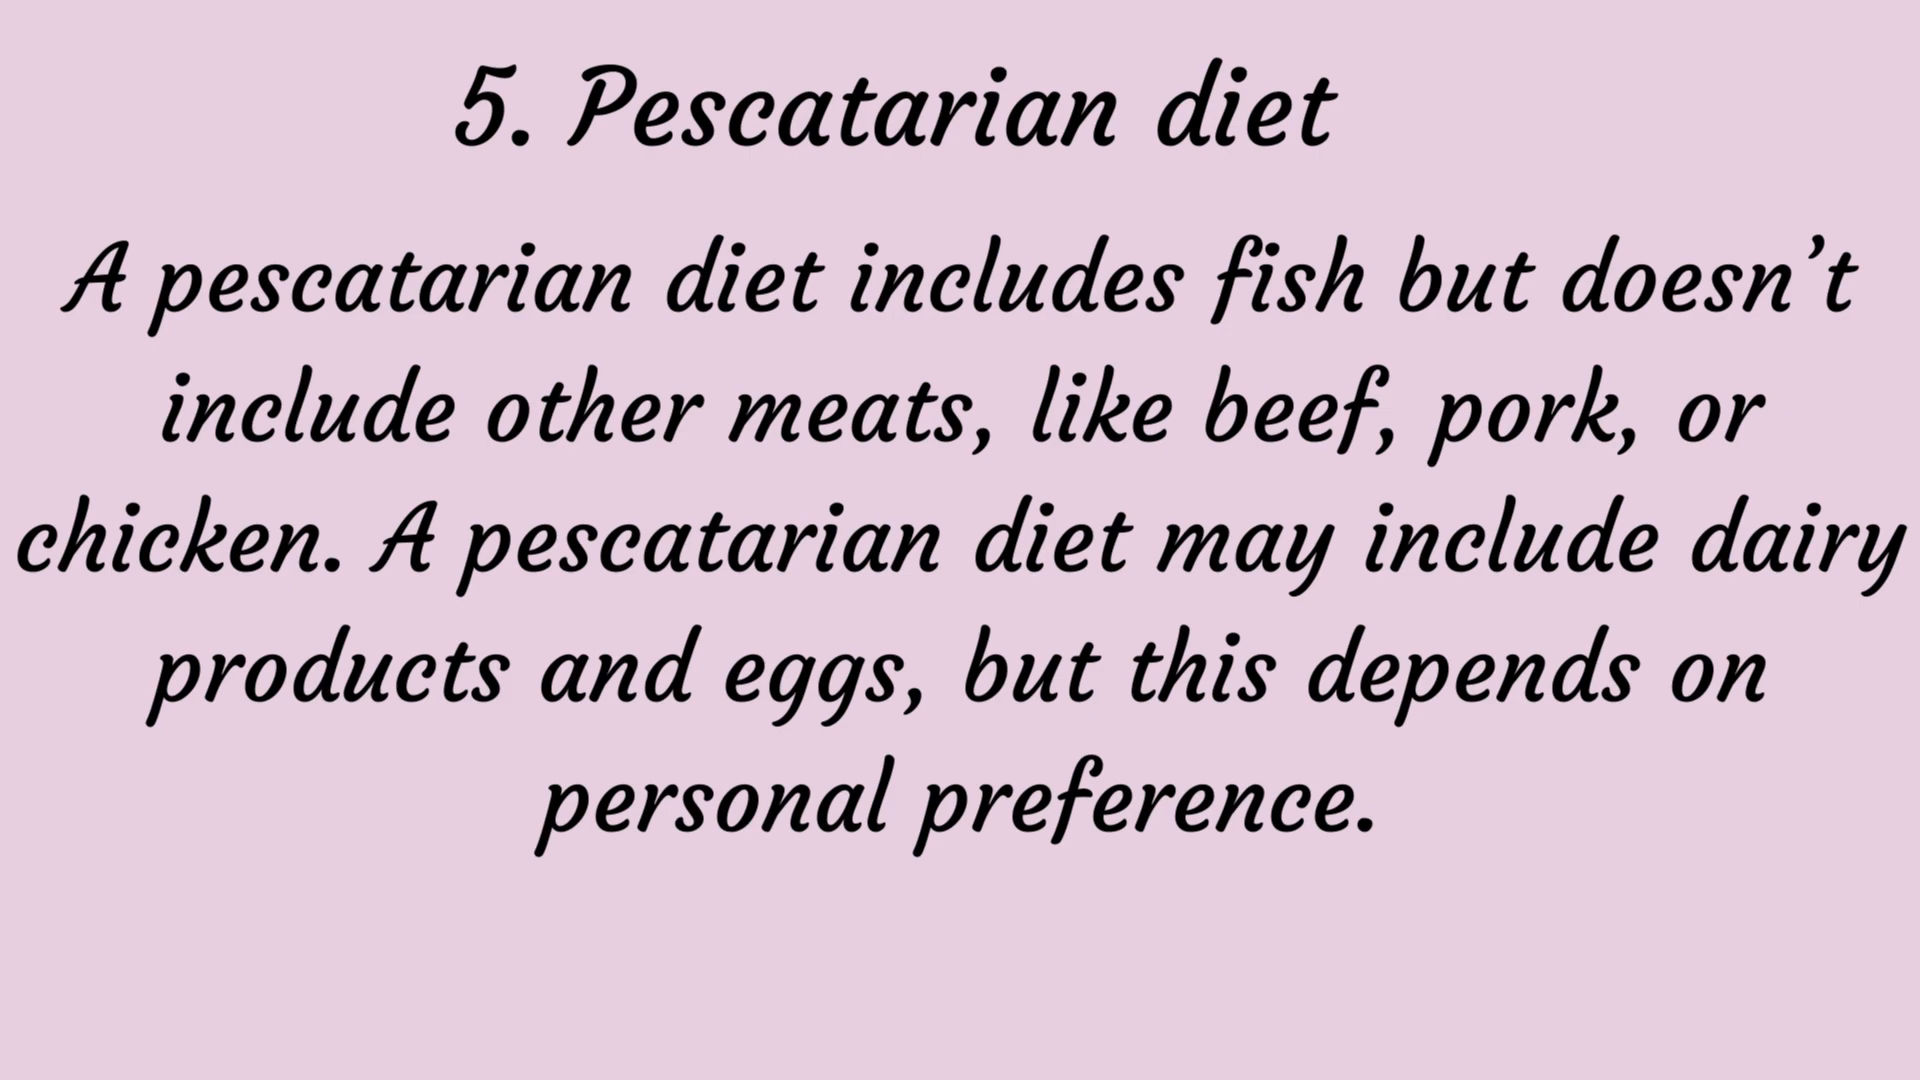 5. Pescatarian diet
A pescatarian diet includes fish but doesn’t
include other meats, like beef, pork, or
chicken. A pescatarian diet may include dairy
products and eggs, but this depends on
personal preference.